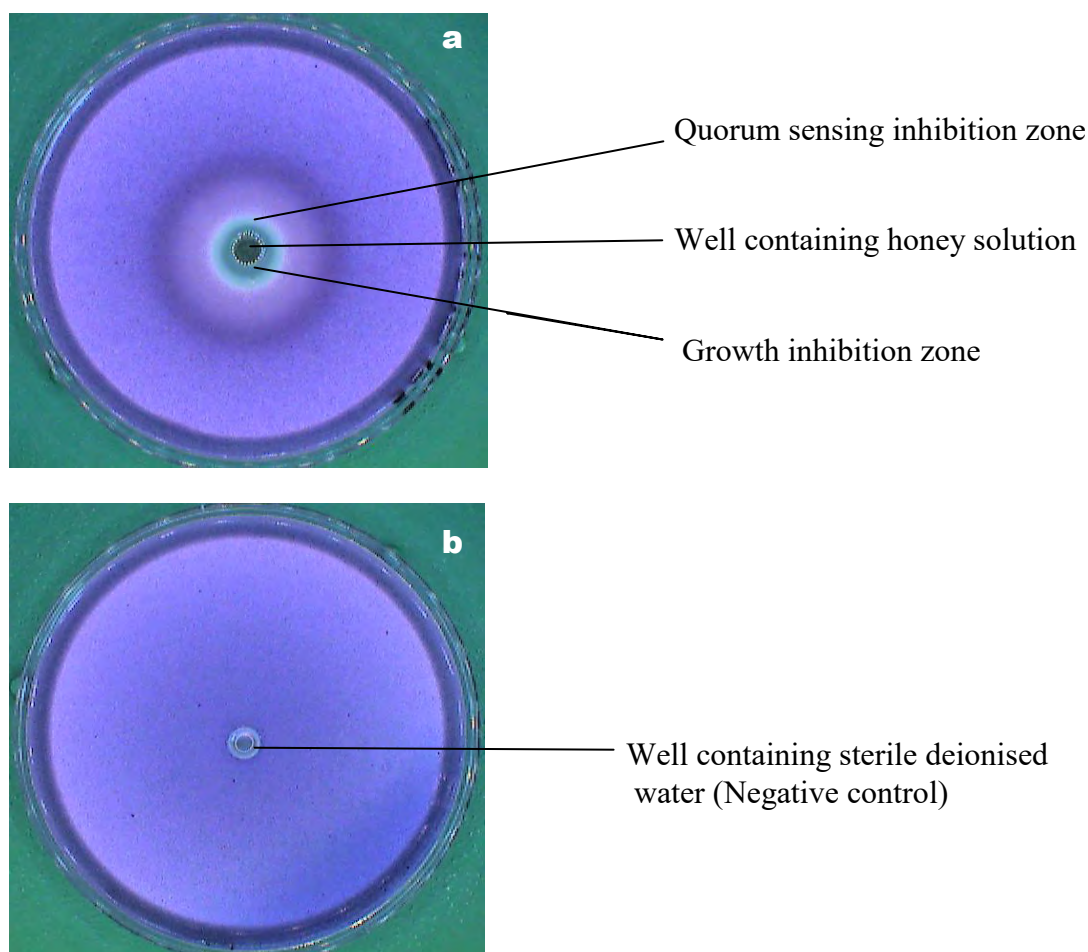 a
Quorum sensing inhibition zone
Well containing honey solution
Growth inhibition zone
b
Well containing sterile deionised
water (Negative control)